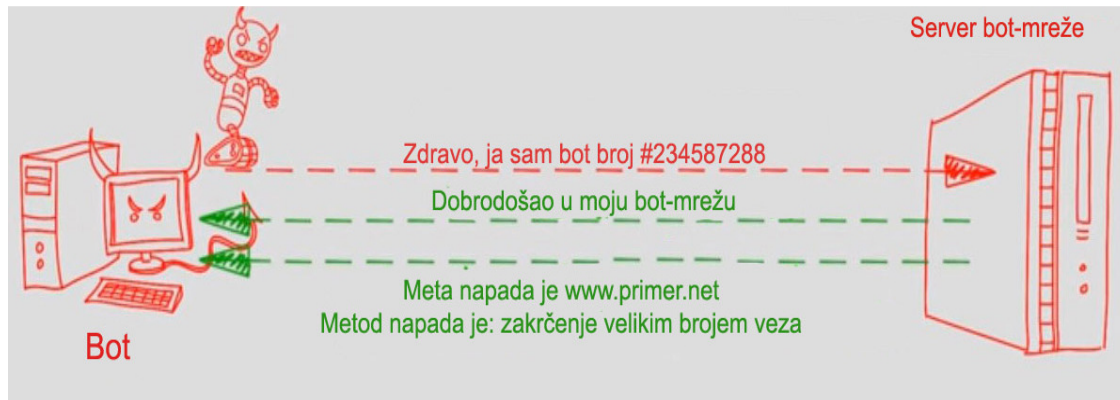 Server bot-mreže
Zdravo, ja sam bot broj #234587288
Dobrodošao u moju bot-mrežu
Meta napada je www.primer.net
Metod napada je: zakrčenje velikim brojem veza
Bot